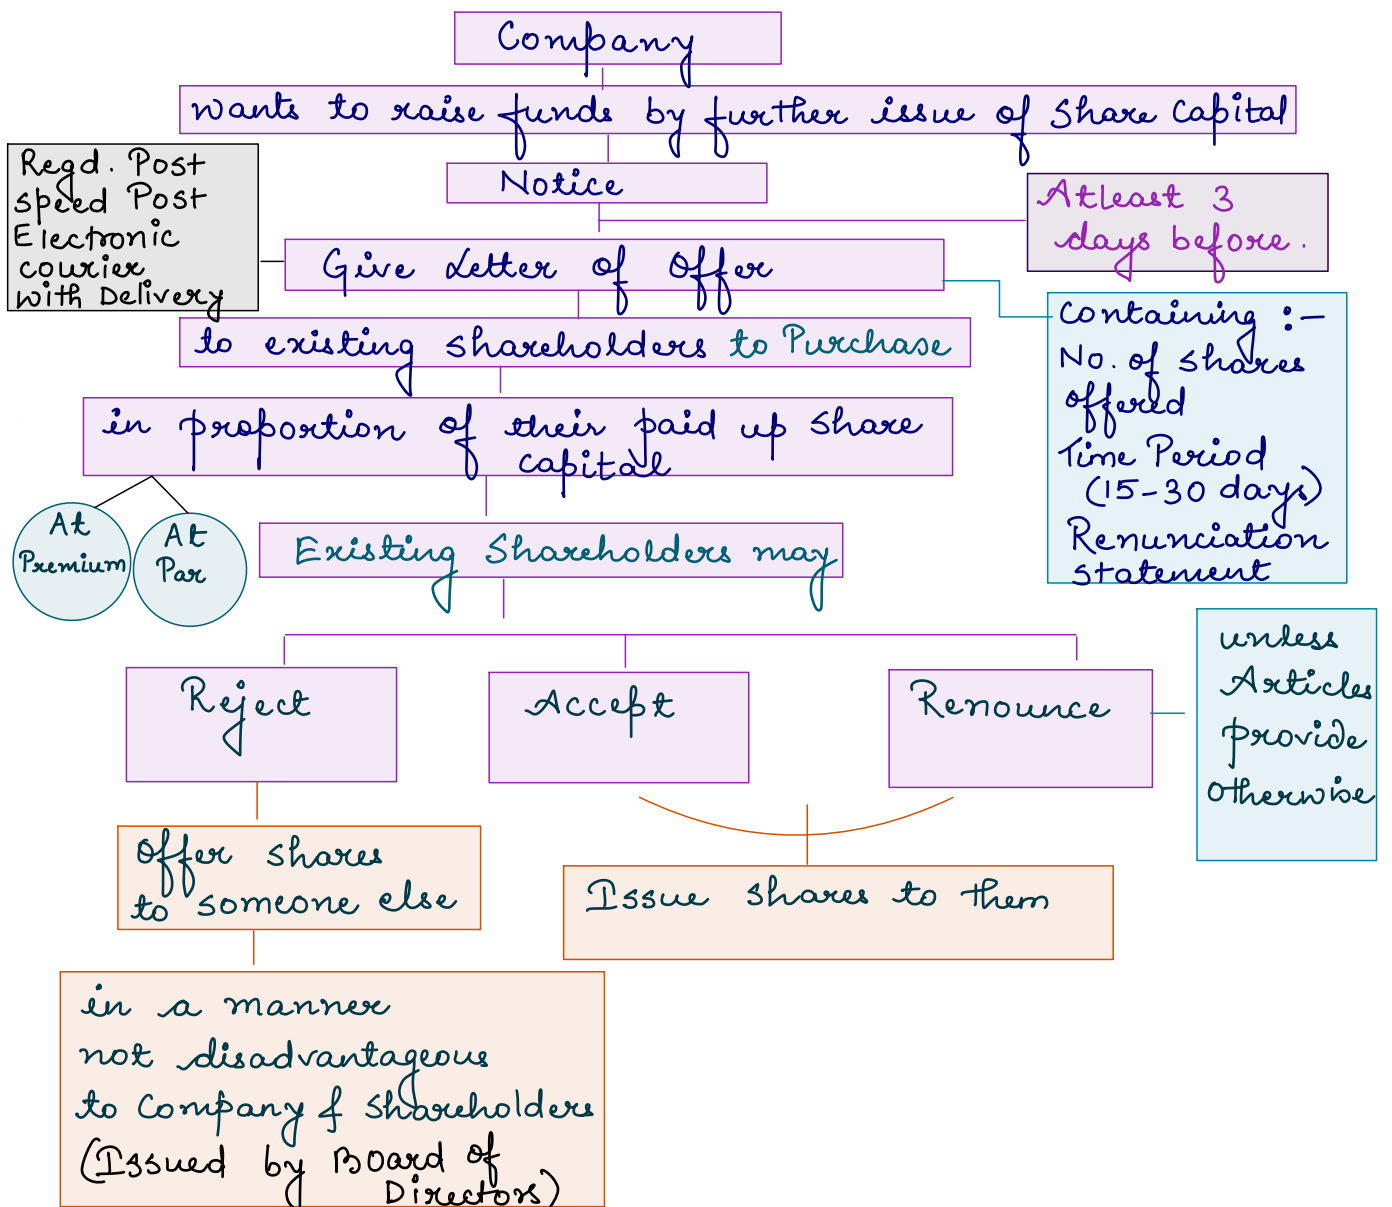 Company
wants to raise funds by further issue of Share Capital
Notice
Regd. Post
speed Post
Electronic
courier
with Delivery
Atleast 3
days before.
Give Letter of Offer
to existing shareholders to Purchase
containing :-
No. of shares
offered
Time Period
(15-30 days)
Renunciation
statement
in proportion of their paid up share
capital
At
Premium
At
Par
Existing Shareholders may
Reject
Accept
Renounce
unless
Articles
provide
otherwise
Offer shares
to someone else
Issue shares to them
in a manner
not disadvantageous
to Company & Shareholders
(Issued by Board of
Directors)